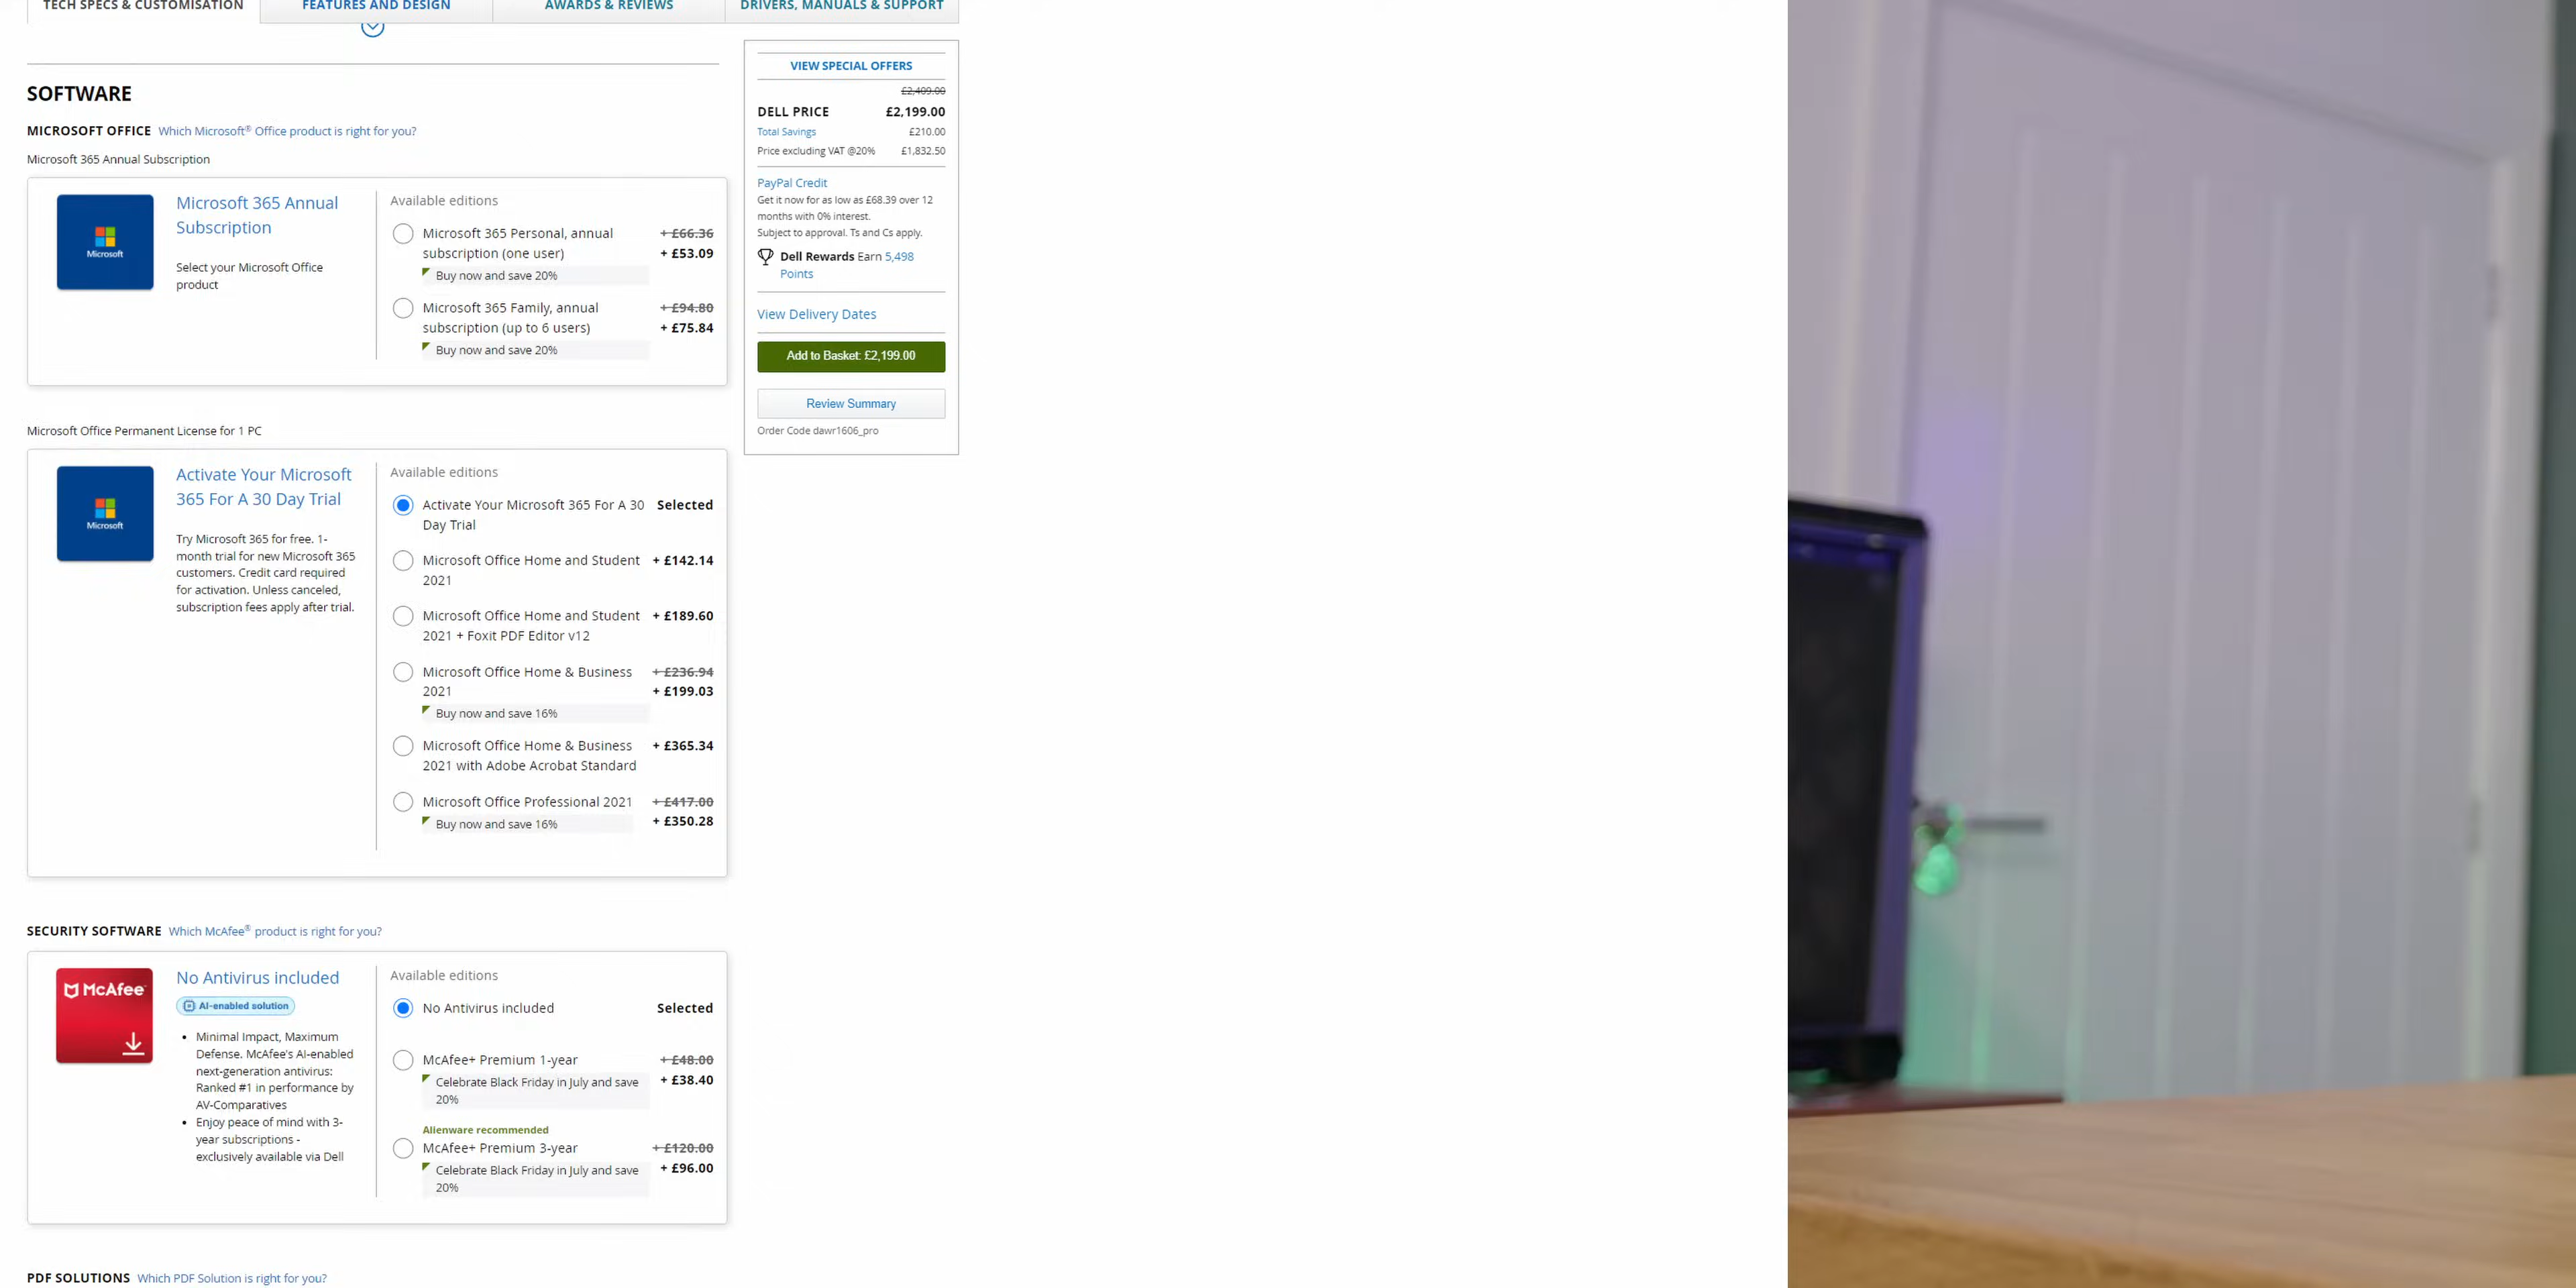 TECH SPECS & CUSTOMISATION
FEATURES AND DESIGN
AWARDS & REVIEWS
DRIVERS, MANUALS & SUPPORT
SOFTWARE
MICROSOFT OFFICE Which Microsoft® Office product is right for you?
Microsoft 365 Annual Subscription
Microsoft
Microsoft 365 Annual
Subscription
Select your Microsoft Office
product
Available editions
Microsoft 365 Personal, annual + £66.36
subscription (one user) + £53.09
Buy now and save 20%
Microsoft 365 Family, annual + £94.80
subscription (up to 6 users) + £75.84
Buy now and save 20%
Microsoft Office Permanent License for 1 PC
Microsoft
Activate Your Microsoft
365 For A 30 Day Trial
Try Microsoft 365 for free. 1-
month trial for new Microsoft 365
customers. Credit card required
for activation. Unless canceled,
subscription fees apply after trial.
Available editions
Activate Your Microsoft 365 For A 30 Selected
Day Trial
Microsoft Office Home and Student + £142.14
2021
Microsoft Office Home and Student + £189.60
2021 + Foxit PDF Editor v12
Microsoft Office Home & Business + £236.94
2021 + £199.03
Buy now and save 16%
Microsoft Office Home & Business + £365.34
2021 with Adobe Acrobat Standard
Microsoft Office Professional 2021 + £417.00
Buy now and save 16% + £350.28
SECURITY SOFTWARE Which McAfee® product is right for you?
McAfee™
No Antivirus included
AI-enabled solution
• Minimal Impact, Maximum
Defense. McAfee's AI-enabled
next-generation antivirus:
Ranked #1 in performance by
AV-Comparatives
• Enjoy peace of mind with 3-
year subscriptions -
exclusively available via Dell
Available editions
No Antivirus included Selected
McAfee+ Premium 1-year + £48.00
Celebrate Black Friday in July and save + £38.40
20%
Alienware recommended
McAfee+ Premium 3-year + £120.00
Celebrate Black Friday in July and save + £96.00
20%
PDF SOLUTIONS Which PDF Solution is right for you?
VIEW SPECIAL OFFERS
£2,409.00
DELL PRICE £2,199.00
Total Savings £210.00
Price excluding VAT @20% £1,832.50
PayPal Credit
Get it now for as low as £68.39 over 12
months with 0% interest.
Subject to approval. Ts and Cs apply.
Dell Rewards Earn 5,498
Points
View Delivery Dates
Add to Basket: £2,199.00
Review Summary
Order Code dawr1606_pro